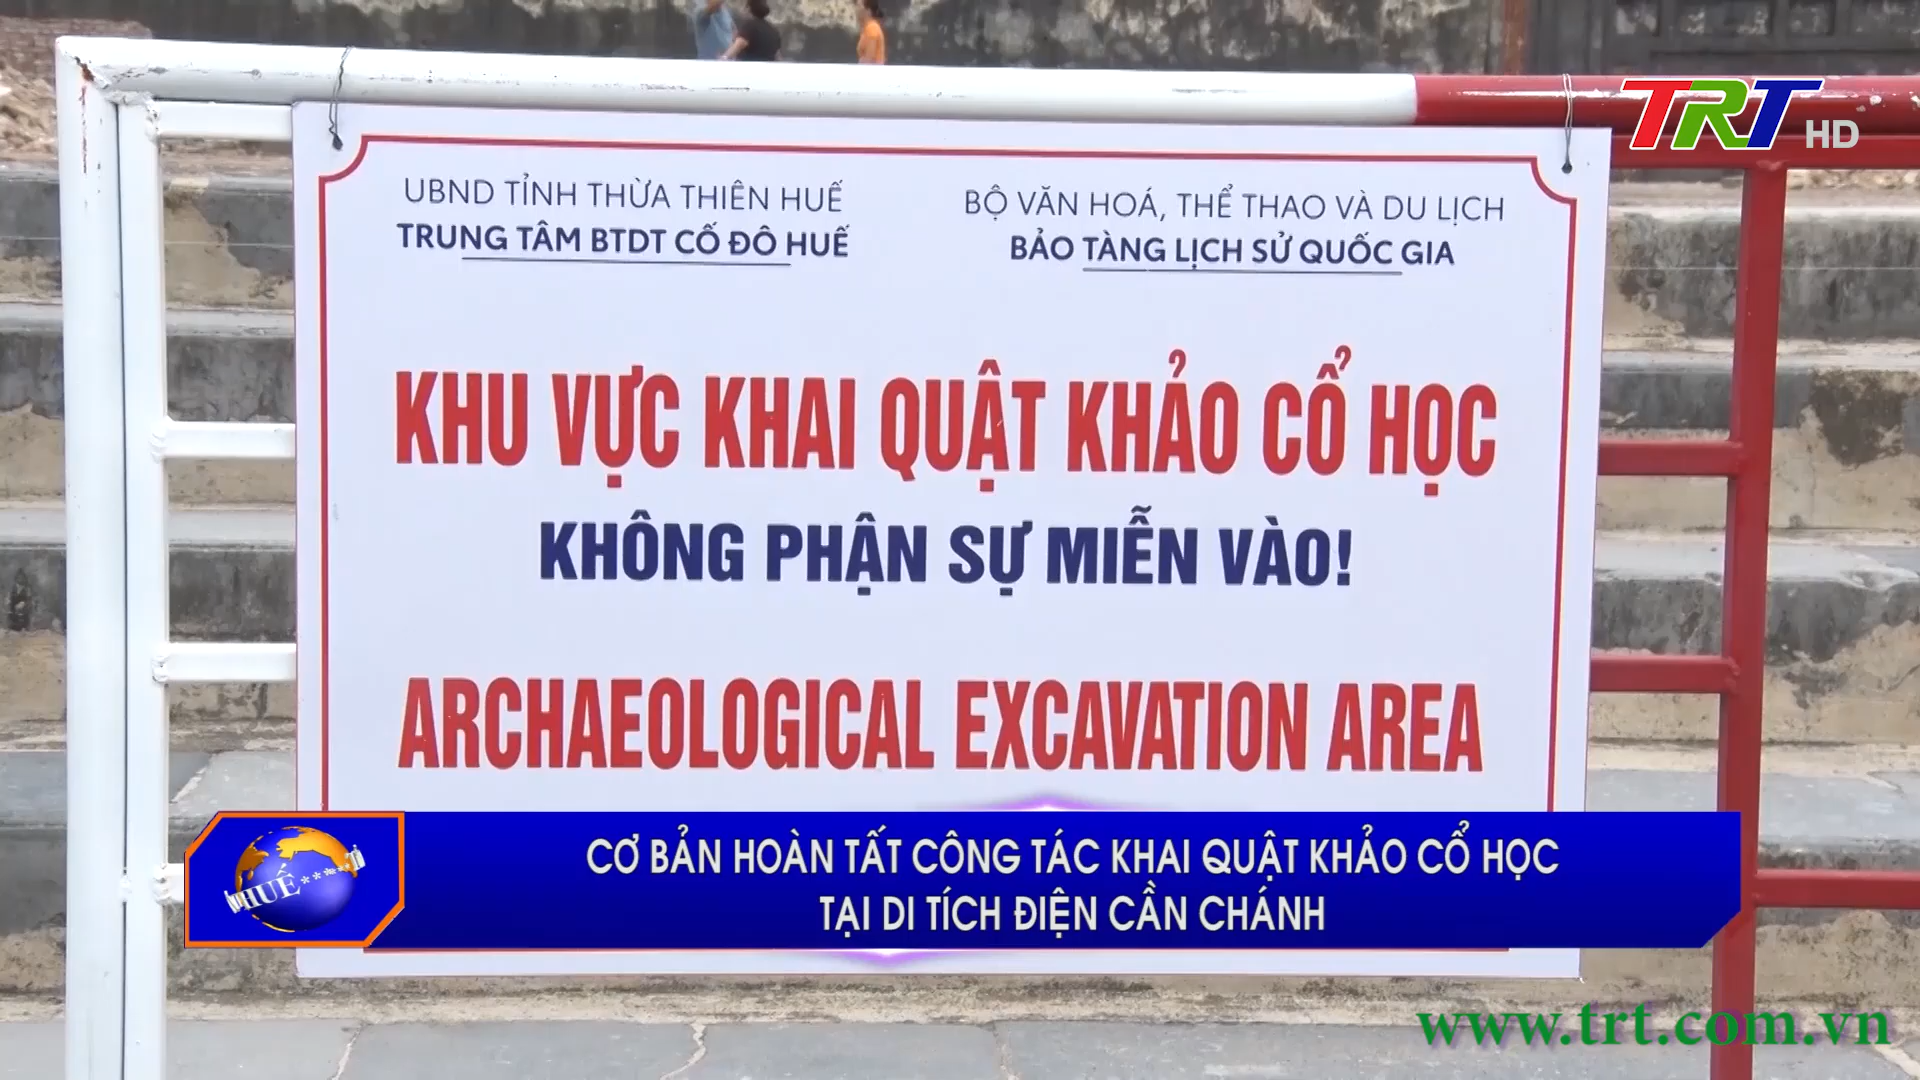 TRT HD
UBND TỈNH THỪA THIÊN HUẾ
TRUNG TÂM BTDT CỐ ĐÔ HUẾ
BỘ VĂN HOÁ, THỂ THAO VÀ DU LỊCH
BẢO TÀNG LỊCH SỬ QUỐC GIA
KHU VỰC KHAI QUẬT KHẢO CỔ HỌC
KHÔNG PHẬN SỰ MIỄN VÀO!
ARCHAEOLOGICAL EXCAVATION AREA
HUẾ
CƠ BẢN HOÀN TẤT CÔNG TÁC KHAI QUẬT KHẢO CỔ HỌC
TẠI DI TÍCH ĐIỆN CẦN CHÁNH
www.trt.com.vn